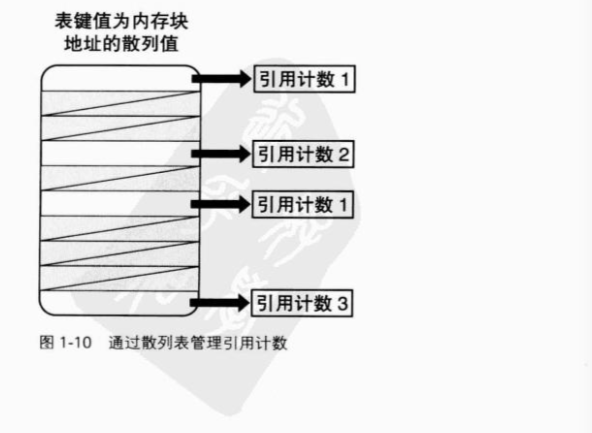 表键值为内存块
地址的散列值
引用计数 1
引用计数 2
引用计数 1
引用计数 3
图 1-10 通过散列表管理引用计数